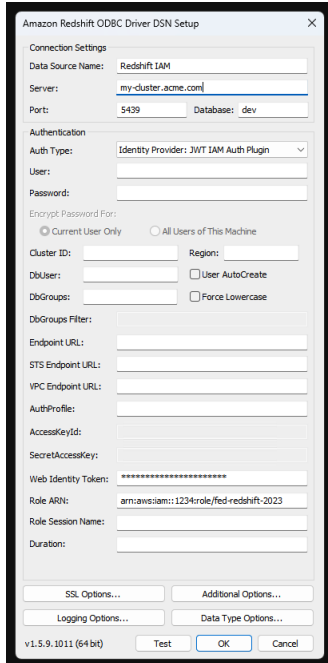 Amazon Redshift ODBC Driver DSN Setup
Connection Settings
Data Source Name: Redshift IAM
Server: my-cluster.acme.com
Port: 5439 Database: dev
Authentication
Auth Type: Identity Provider: JWT IAM Auth Plugin
User:
Password:
Encrypt Password For:
Current User Only All Users of This Machine
Cluster ID: Region:
DbUser: User AutoCreate
DbGroups: Force Lowercase
DbGroups Filter:
Endpoint URL:
STS Endpoint URL:
VPC Endpoint URL:
AuthProfile:
AccessKeyId:
SecretAccessKey:
Web Identity Token: ***********************
Role ARN: arn:aws:iam::1234:role/fed-redshift-2023
Role Session Name:
Duration:
SSL Options... Additional Options...
Logging Options... Data Type Options...
v1.5.9.1011 (64 bit) Test OK Cancel